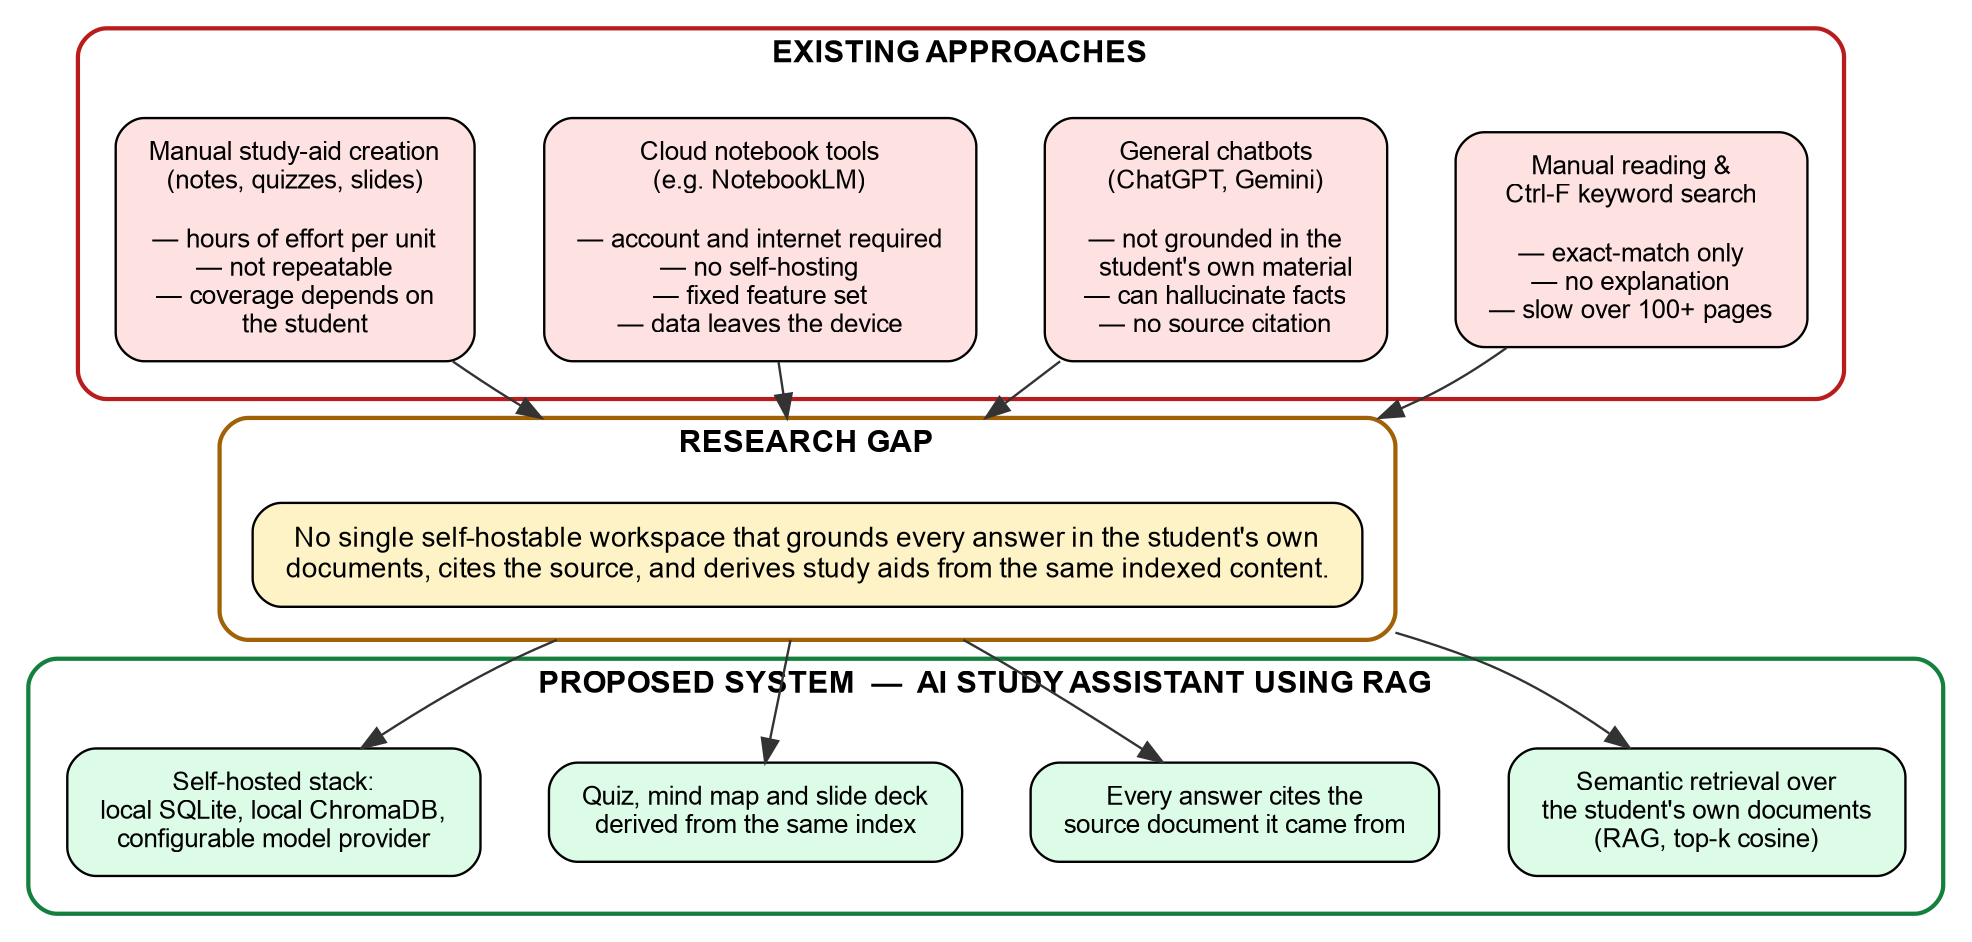 EXISTING APPROACHES
Manual study-aid creation
(notes, quizzes, slides)
— hours of effort per unit
— not repeatable
— coverage depends on
the student
Cloud notebook tools
(e.g. NotebookLM)
— account and internet required
— no self-hosting
— fixed feature set
— data leaves the device
General chatbots
(ChatGPT, Gemini)
— not grounded in the
student's own material
— can hallucinate facts
— no source citation
Manual reading &
Ctrl-F keyword search
— exact-match only
— no explanation
— slow over 100+ pages
RESEARCH GAP
No single self-hostable workspace that grounds every answer in the student's own
documents, cites the source, and derives study aids from the same indexed content.
PROPOSED SYSTEM — AI STUDY ASSISTANT USING RAG
Self-hosted stack:
local SQLite, local ChromaDB,
configurable model provider
Quiz, mind map and slide deck
derived from the same index
Every answer cites the
source document it came from
Semantic retrieval over
the student's own documents
(RAG, top-k cosine)